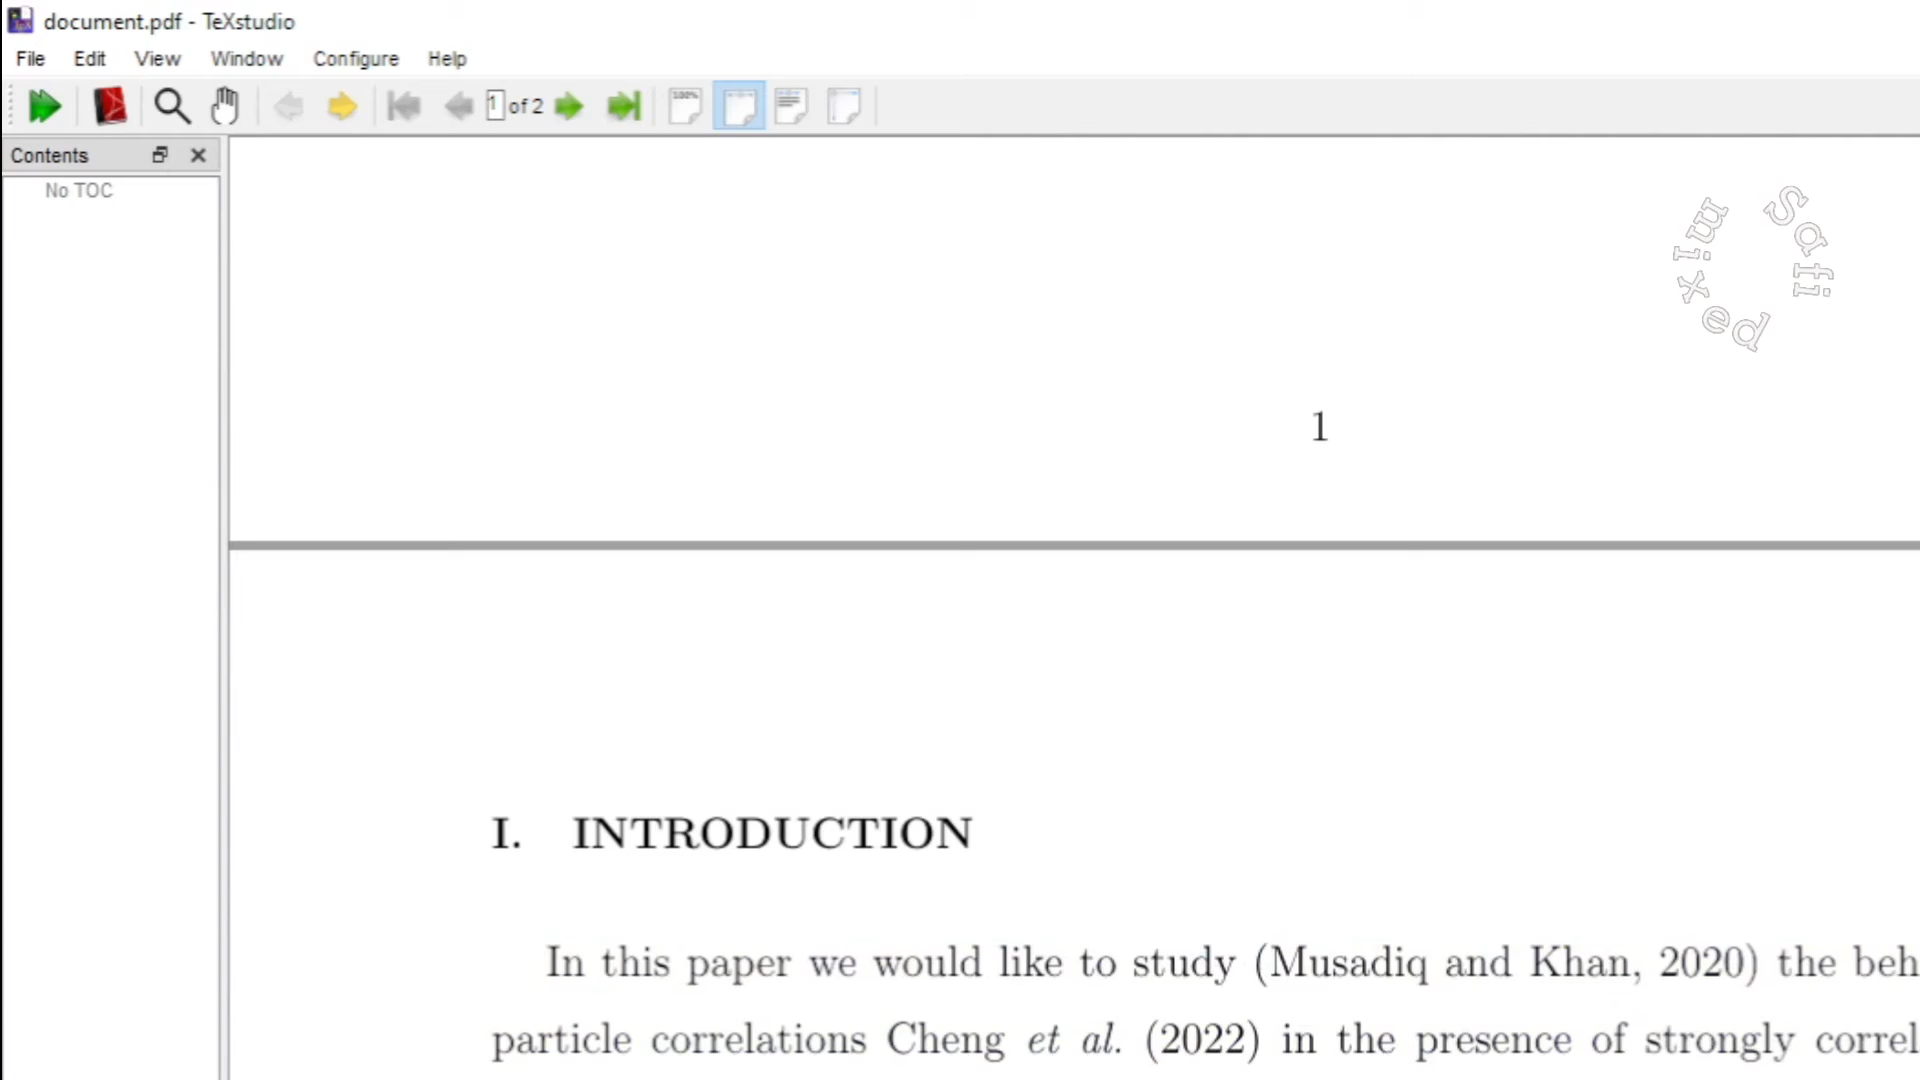 document.pdf - TeXstudio
File Edit View Window Configure Help
1 of 2 100%
Contents
No TOC
Safi mixed
1
I. INTRODUCTION
In this paper we would like to study (Musadiq and Khan, 2020) the beh
particle correlations Cheng et al. (2022) in the presence of strongly correl